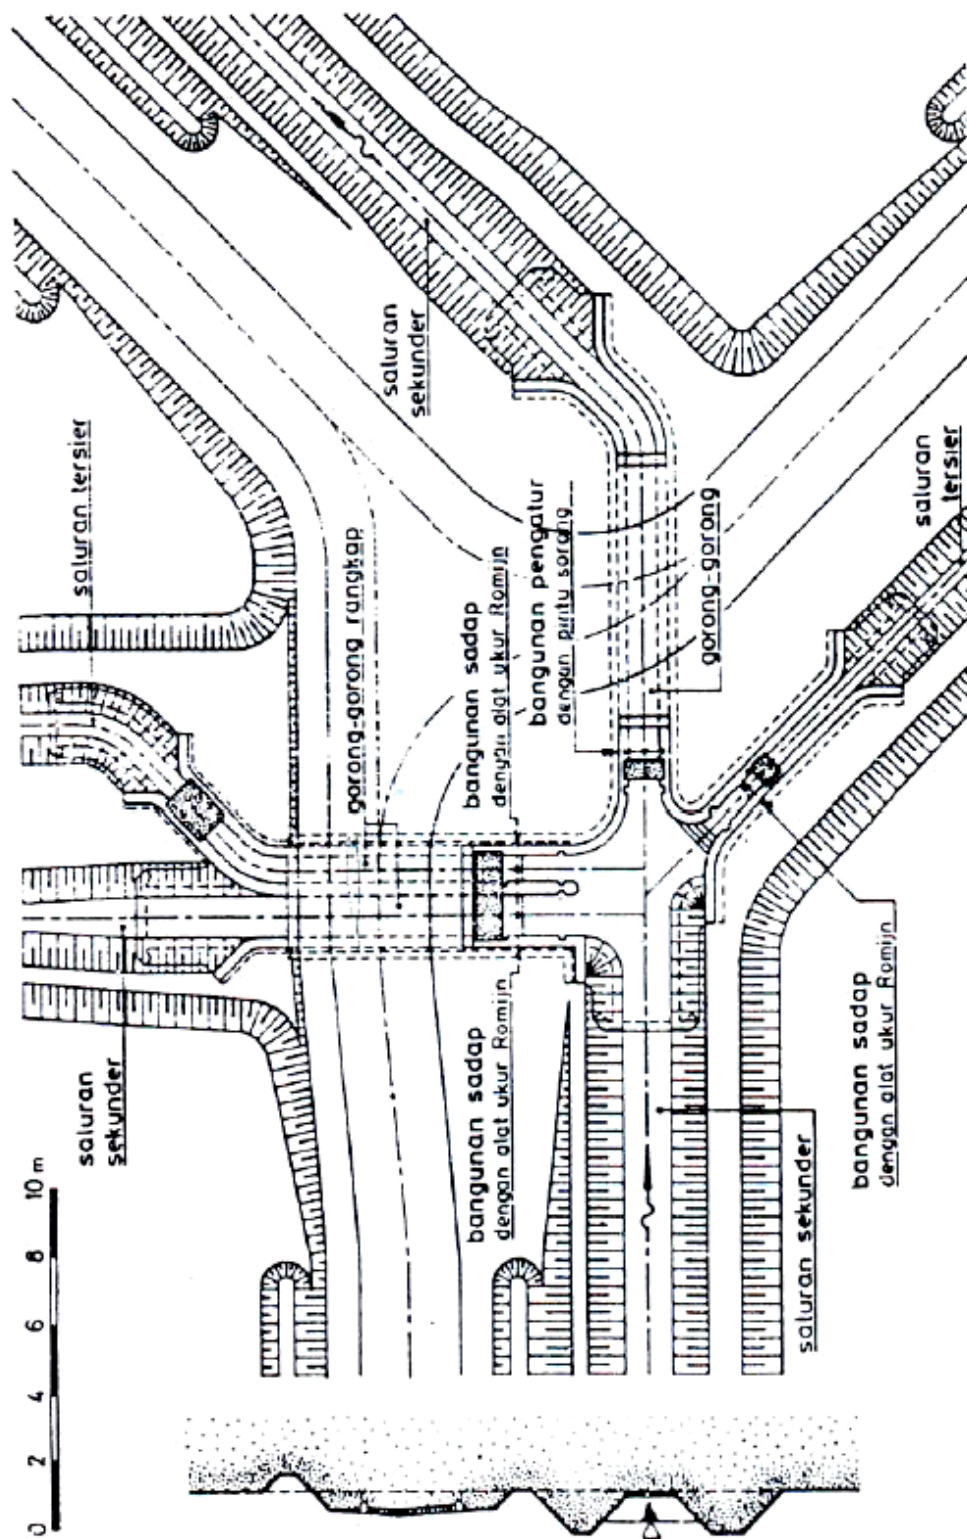 saluran
sekunder
saluran tersier
gorong-gorong rangkap
bangunan sadap
dengan alat ukur Romijn
bangunan pengatur
dengan pintu sorong
gorong-gorong
saluran
tersier
saluran
sekunder
bangunan sadap
dengan alat ukur Romijn
bangunan sadap
dengan alat ukur Romijn
saluran sekunder
0 2 4 6 8 10 m